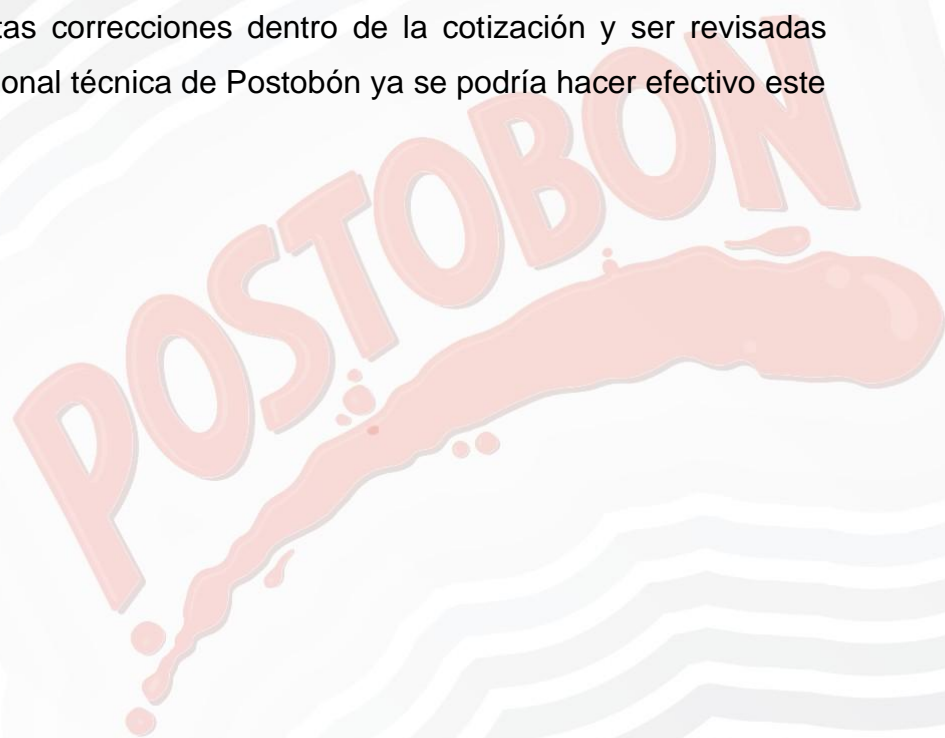 tas correcciones dentro de la cotización y ser revisadas
onal técnica de Postobón ya se podría hacer efectivo este
POSTOBON